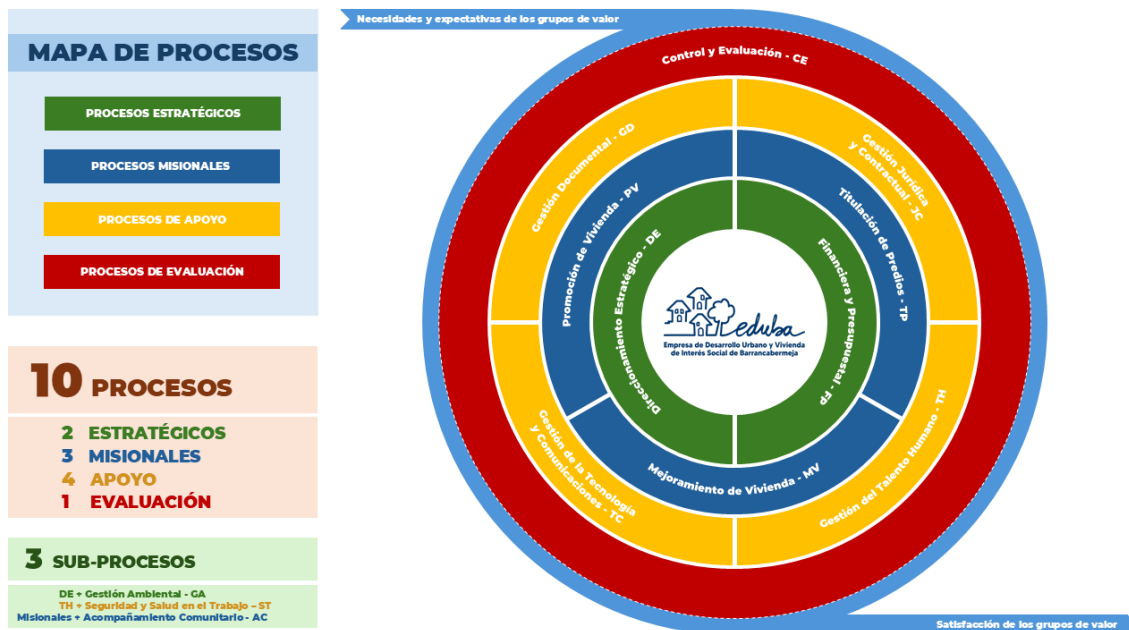 MAPA DE PROCESOS
PROCESOS ESTRATÉGICOS
PROCESOS MISIONALES
PROCESOS DE APOYO
PROCESOS DE EVALUACIÓN
10 PROCESOS
2 ESTRATÉGICOS
3 MISIONALES
4 APOYO
1 EVALUACIÓN
3 SUB-PROCESOS
DE + Gestión Ambiental - GA
TH + Seguridad y Salud en el Trabajo – ST
Misionales + Acompañamiento Comunitario - AC
Necesidades y expectativas de los grupos de valor
Control y Evaluación - CE
Gestión Documental - GD
Gestión Jurídica
y Contractual - JC
Promoción de Vivienda - PV
Titulación de Predios - TP
Direccionamiento Estratégico - DE
Financiera y Presupuestal - FP
eduba
Empresa de Desarrollo Urbano y Vivienda
de Interés Social de Barrancabermeja
Mejoramiento de Vivienda - MV
Gestión de la Tecnología
y Comunicaciones - TC
Gestión del Talento Humano - TH
Satisfacción de los grupos de valor